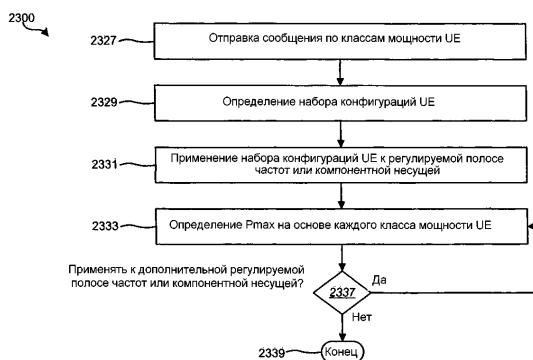 2300
2327
Отправка сообщения по классам мощности UE
2329
Определение набора конфигураций UE
2331
Применение набора конфигураций UE к регулируемой полосе
частот или компонентной несущей
2333
Определение Pmax на основе каждого класса мощности UE
Применять к дополнительной регулируемой
полосе частот или компонентной несущей?
2337
Да
Нет
2339
Конец